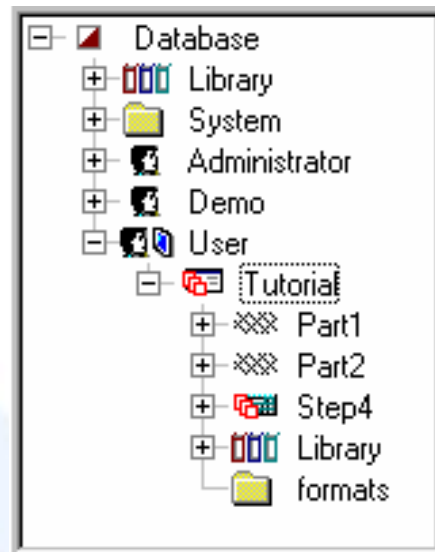 Database
Library
System
Administrator
Demo
User
Tutorial
Part1
Part2
Step4
Library
formats